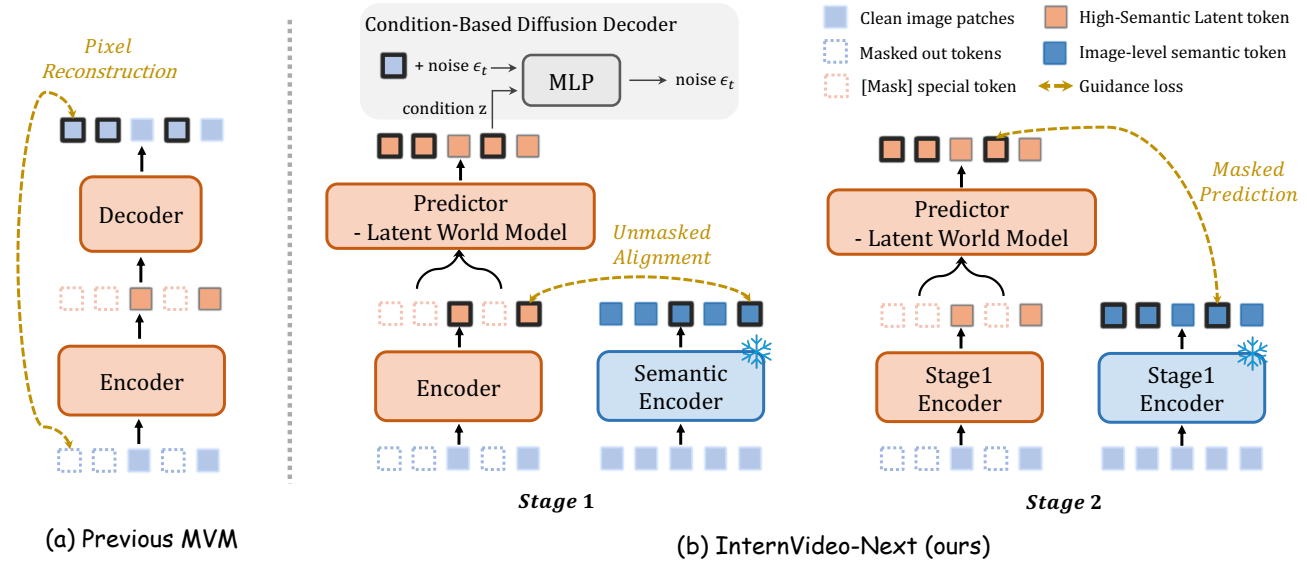 Pixel
Reconstruction
Decoder
Encoder
(a) Previous MVM
Condition-Based Diffusion Decoder
+ noise ϵ_t
MLP
noise ϵ_t
condition z
Predictor
- Latent World Model
Unmasked
Alignment
Encoder
Semantic
Encoder
Stage 1
Clean image patches
High-Semantic Latent token
Masked out tokens
Image-level semantic token
[Mask] special token
Guidance loss
Predictor
- Latent World Model
Masked
Prediction
Stage1
Encoder
Stage1
Encoder
Stage 2
(b) InternVideo-Next (ours)